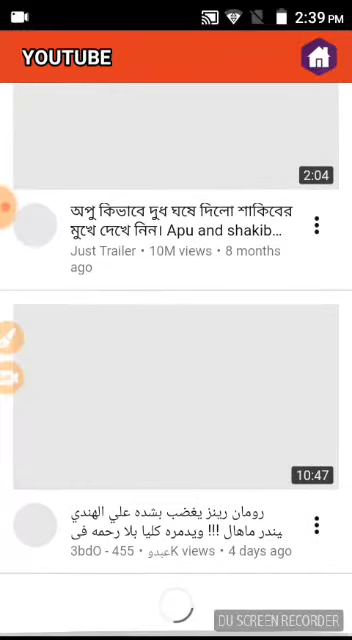 2:39 PM
YOUTUBE
2:04
অপু কিভাবে দুধ ঘষে দিলো শাকিবের
মুখে দেখে নিন। Apu and shakib...
Just Trailer • 10M views • 8 months
ago
10:47
رومان رينز يغضب بشده علي الهندي
يندر ماهال !!! ويدمره كليا بلا رحمه فى
3bdO - عبدو • 455K views • 4 days ago
DU SCREEN RECORDER